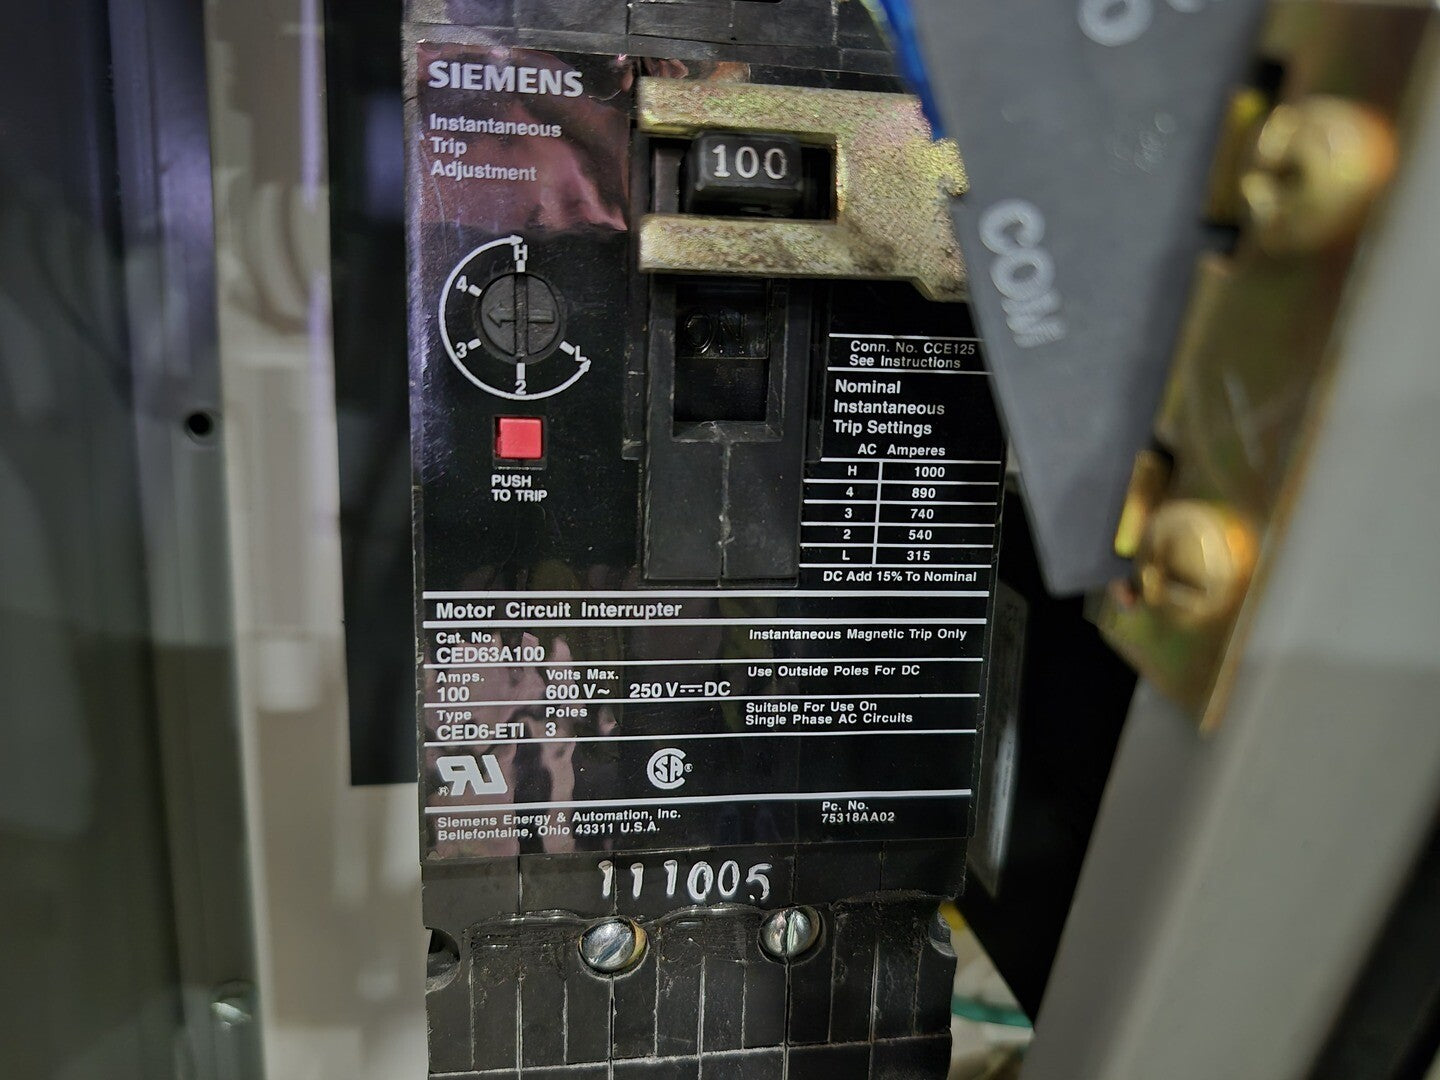 SIEMENS
Instantaneous
Trip
Adjustment
100
H
4
3
2
L
ON
PUSH
TO TRIP
CON
Conn. No. CCE125
See Instructions
Nominal
Instantaneous
Trip Settings
AC Amperes
H 1000
4 890
3 740
2 540
L 315
DC Add 15% To Nominal
Motor Circuit Interrupter
Cat. No. Instantaneous Magnetic Trip Only
CED63A100
Amps. Volts Max. Use Outside Poles For DC
100 600 V~ 250 V⎓DC
Type Poles Suitable For Use On
CED6-ETI 3 Single Phase AC Circuits
RU® SA®
Siemens Energy & Automation, Inc. Pc. No.
Bellefontaine, Ohio 43311 U.S.A. 75318AA02
111005